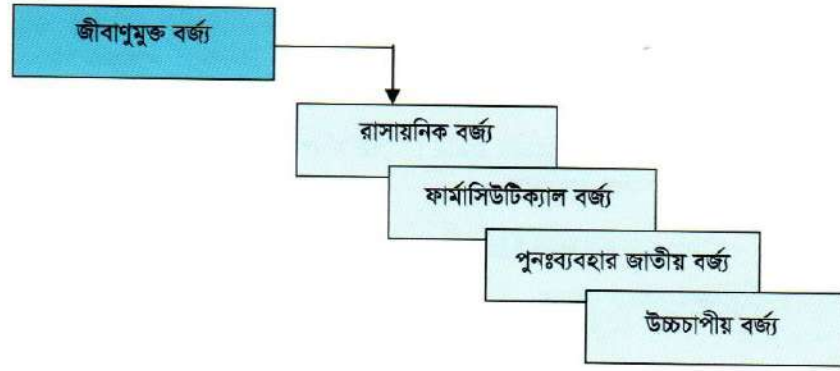 জীবাণুমুক্ত বর্জ্য
রাসায়নিক বর্জ্য
ফার্মাসিউটিক্যাল বর্জ্য
পুনঃব্যবহার জাতীয় বর্জ্য
উচ্চচাপীয় বর্জ্য